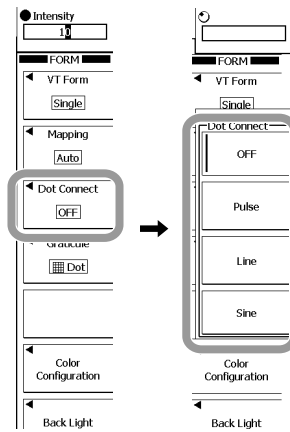 Intensity
10
FORM
VT Form
Single
Mapping
Auto
Dot Connect
OFF
Graticule
Dot
Color
Configuration
Back Light
FORM
VT Form
Single
Dot Connect
OFF
Pulse
Line
Sine
Color
Configuration
Back Light